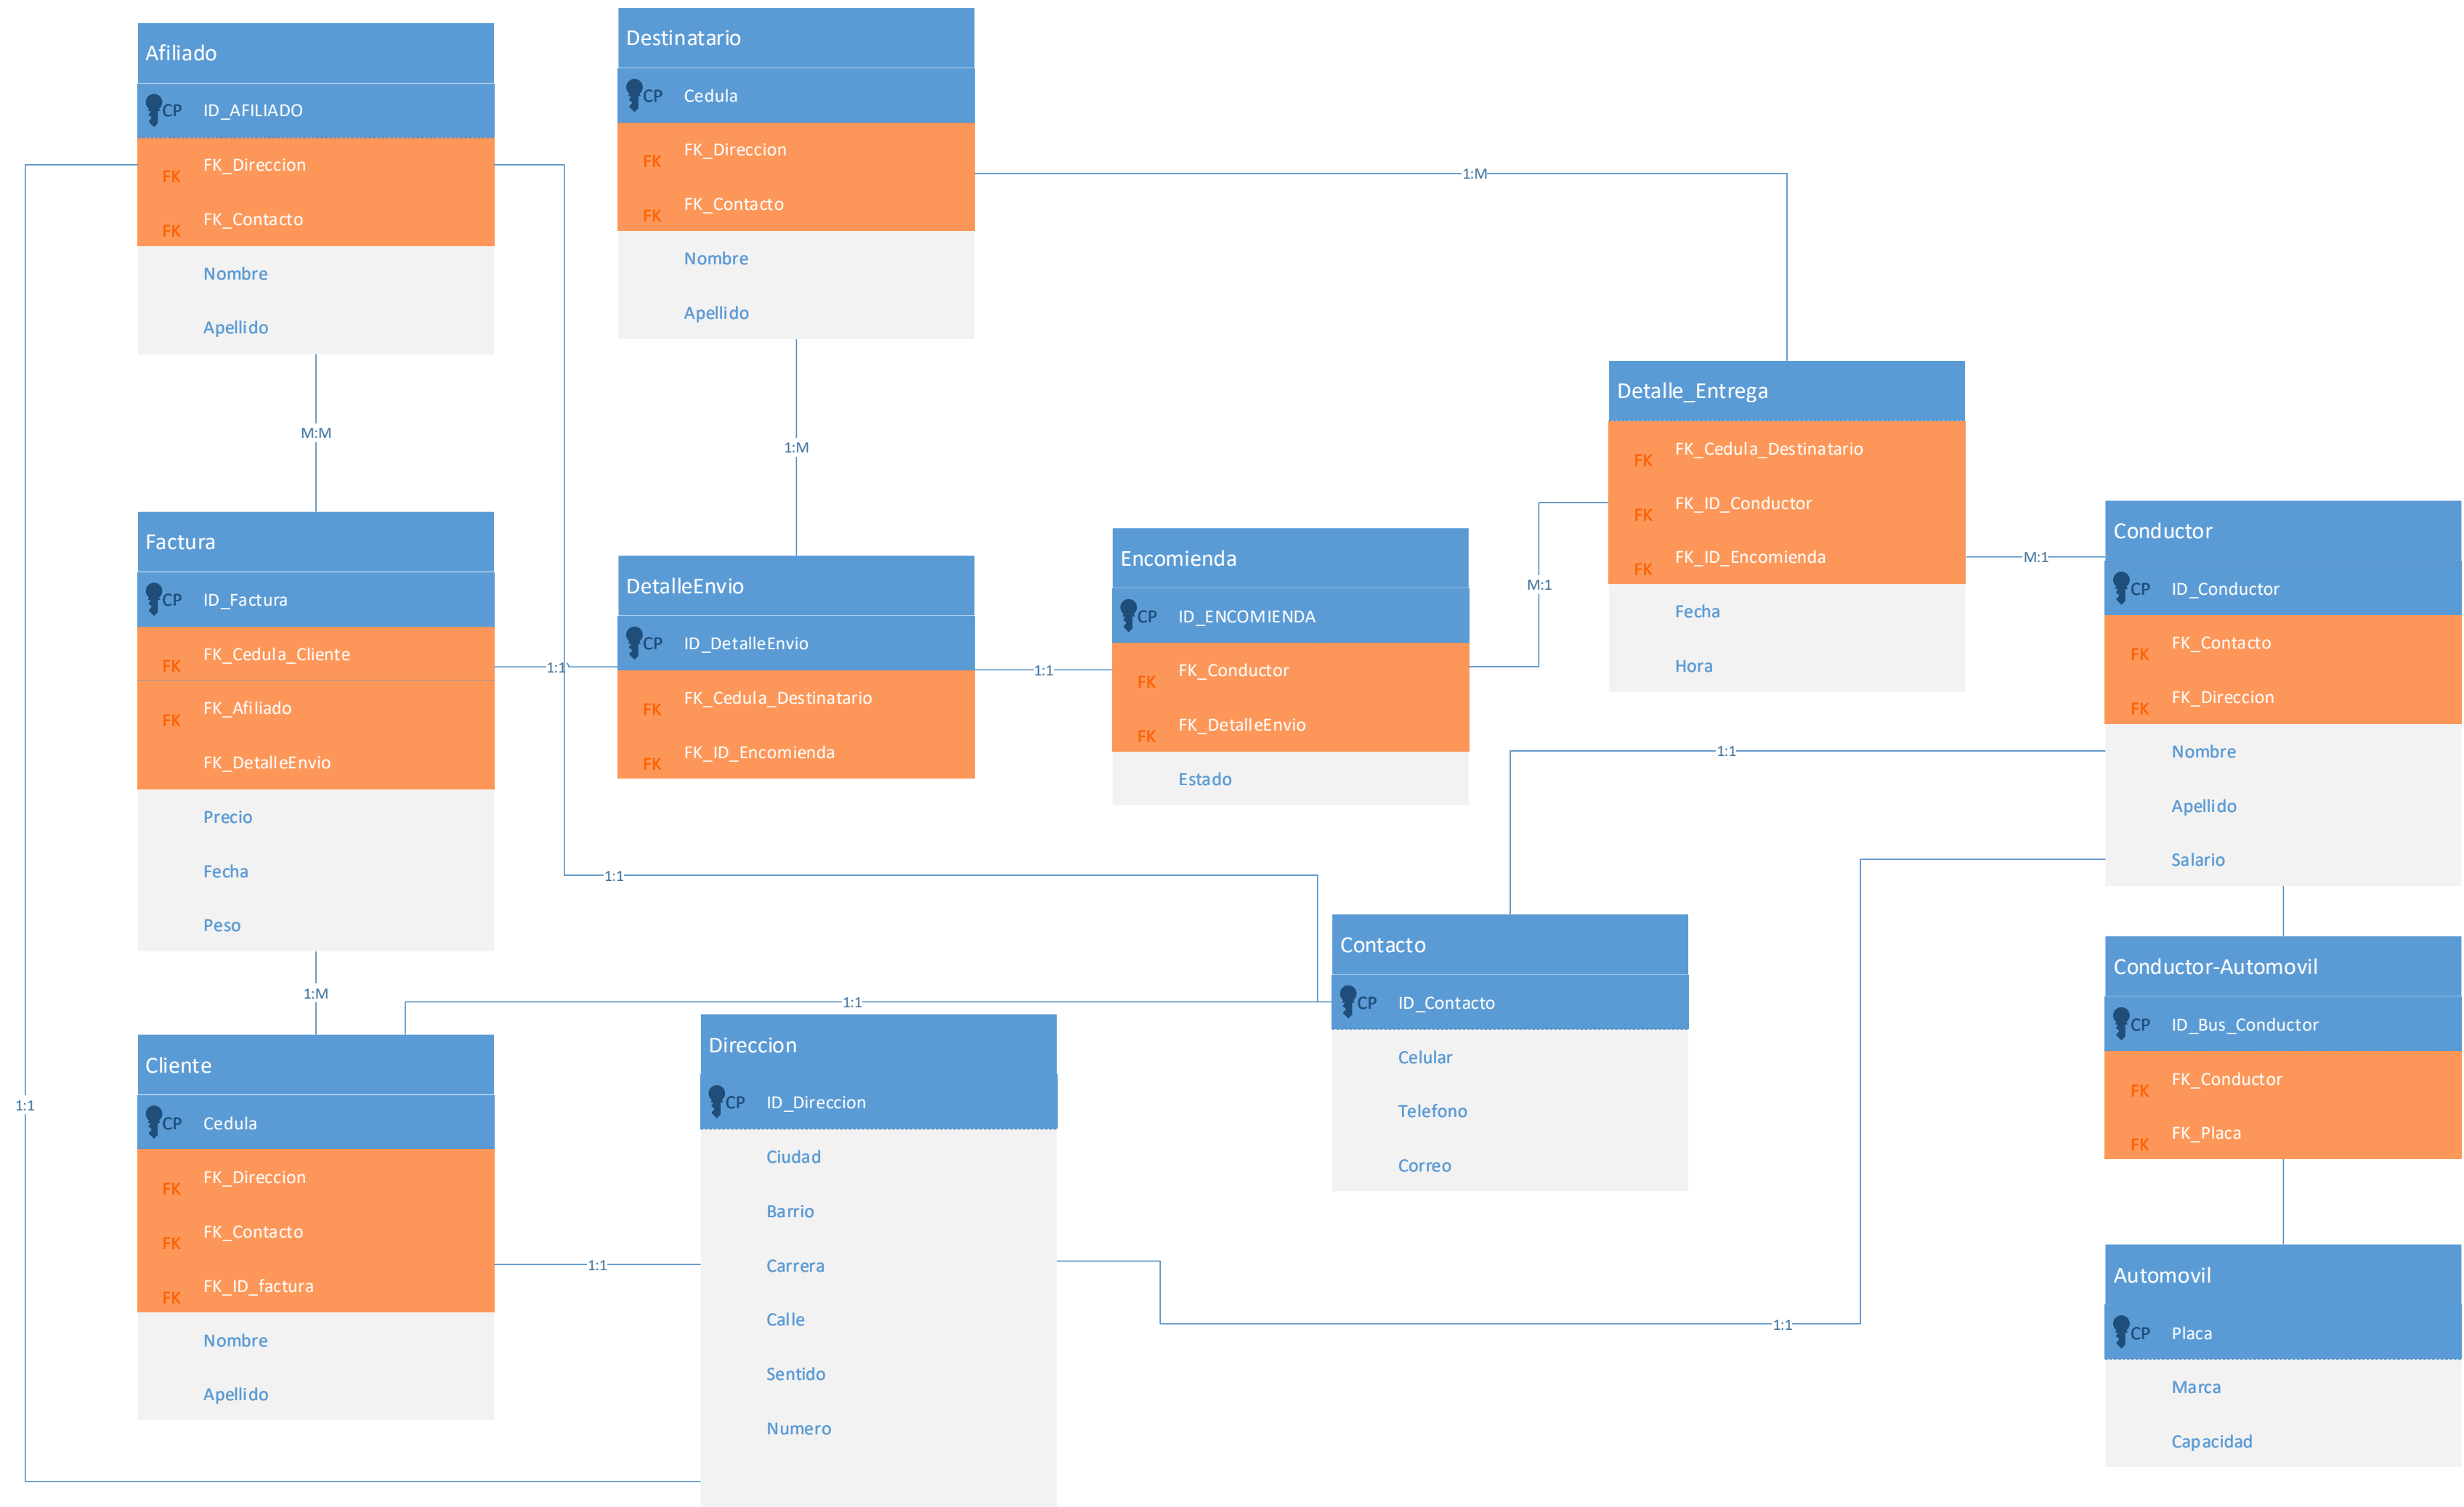 Afiliado
CP ID_AFILIADO
FK FK_Direccion
FK FK_Contacto
Nombre
Apellido
Destinatario
CP Cedula
FK FK_Direccion
FK FK_Contacto
Nombre
Apellido
1:M
M:M
1:M
Detalle_Entrega
FK FK_Cedula_Destinatario
FK FK_ID_Conductor
FK FK_ID_Encomienda
Fecha
Hora
Factura
CP ID_Factura
FK FK_Cedula_Cliente
FK FK_Afiliado
FK_DetalleEnvio
Precio
Fecha
Peso
1:1
DetalleEnvio
CP ID_DetalleEnvio
FK FK_Cedula_Destinatario
FK FK_ID_Encomienda
1:1
Encomienda
CP ID_ENCOMIENDA
FK FK_Conductor
FK FK_DetalleEnvio
Estado
M:1
M:1
Conductor
CP ID_Conductor
FK FK_Contacto
FK FK_Direccion
Nombre
Apellido
Salario
1:1
1:1
1:M
1:1
Contacto
CP ID_Contacto
Celular
Telefono
Correo
Conductor-Automovil
CP ID_Bus_Conductor
FK FK_Conductor
FK FK_Placa
1:1
Cliente
CP Cedula
FK FK_Direccion
FK FK_Contacto
FK FK_ID_factura
Nombre
Apellido
1:1
Direccion
CP ID_Direccion
Ciudad
Barrio
Carrera
Calle
Sentido
Numero
1:1
Automovil
CP Placa
Marca
Capacidad